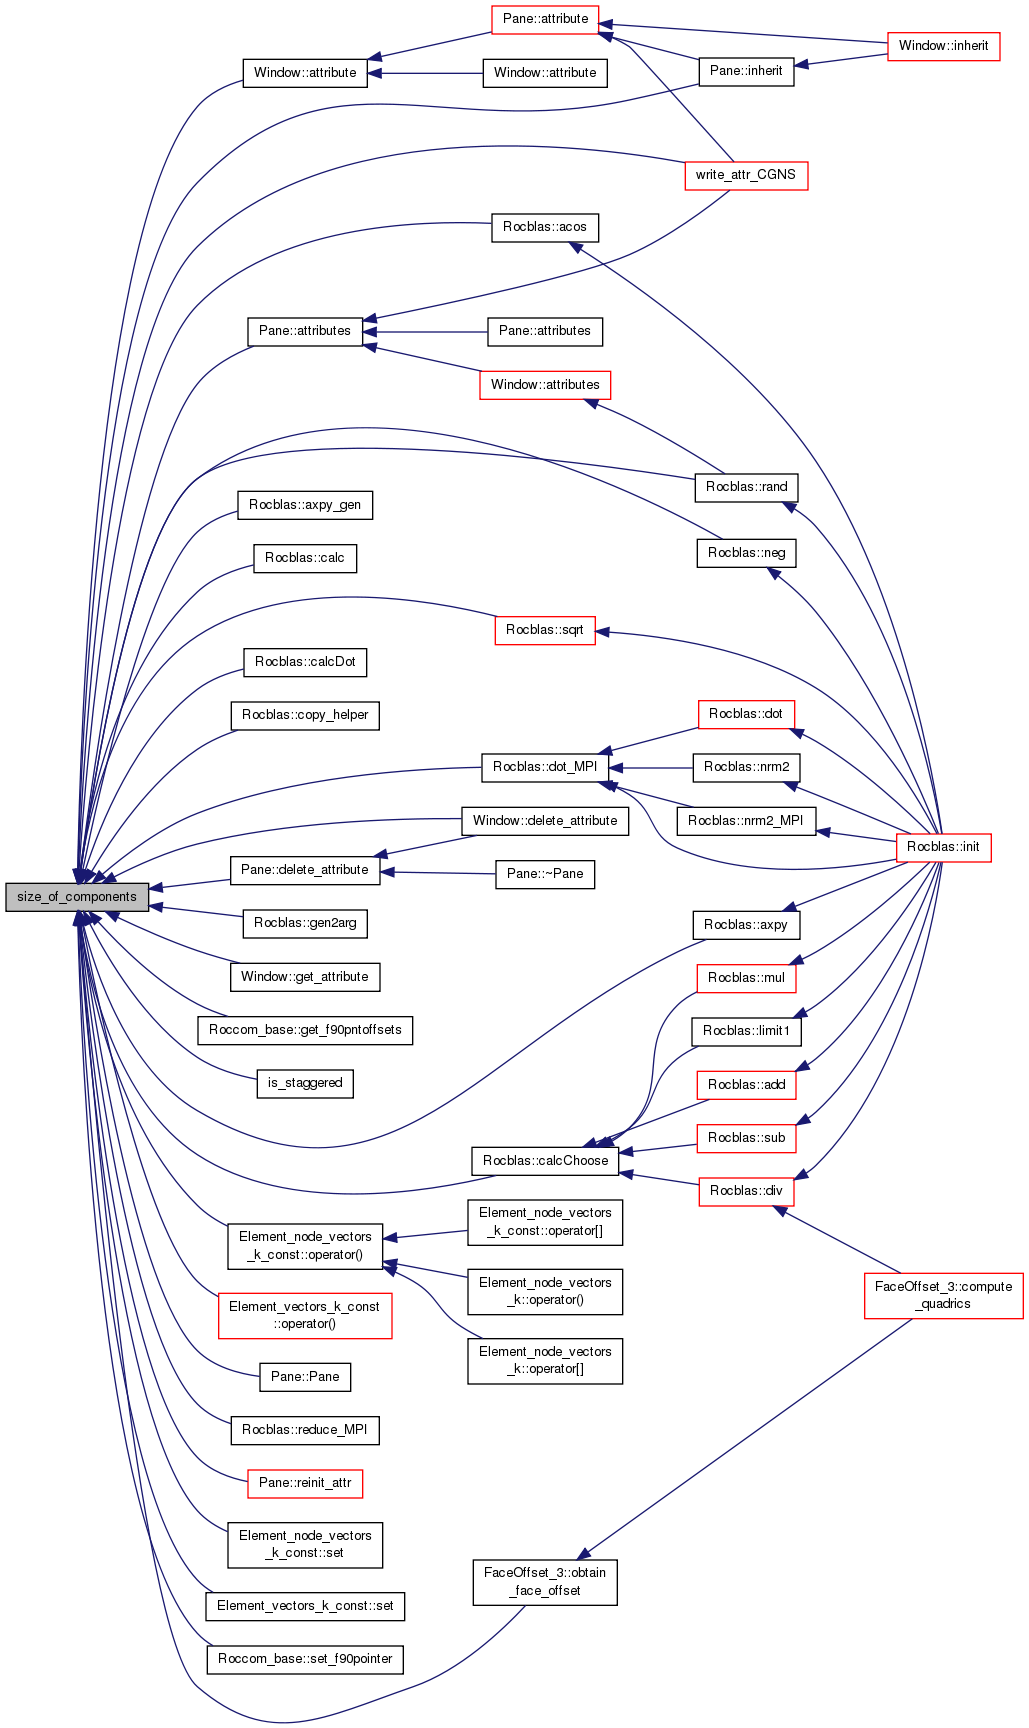 Pane::attribute
Window::inherit
Window::attribute
Window::attribute
Pane::inherit
write_attr_CGNS
Rocblas::acos
Pane::attributes
Pane::attributes
Window::attributes
Rocblas::rand
Rocblas::axpy_gen
Rocblas::neg
Rocblas::calc
Rocblas::sqrt
Rocblas::calcDot
Rocblas::copy_helper
Rocblas::dot
Rocblas::dot_MPI
Rocblas::nrm2
Window::delete_attribute
Rocblas::nrm2_MPI
Rocblas::init
Pane::delete_attribute
Pane::~Pane
size_of_components
Rocblas::gen2arg
Rocblas::axpy
Window::get_attribute
Rocblas::mul
Roccom_base::get_f90pntoffsets
Rocblas::limit1
is_staggered
Rocblas::add
Rocblas::sub
Rocblas::calcChoose
Rocblas::div
Element_node_vectors
_k_const::operator[]
Element_node_vectors
_k_const::operator()
Element_node_vectors
_k::operator()
FaceOffset_3::compute
_quadrics
Element_vectors_k_const
::operator()
Element_node_vectors
_k::operator[]
Pane::Pane
Rocblas::reduce_MPI
Pane::reinit_attr
Element_node_vectors
_k_const::set
FaceOffset_3::obtain
_face_offset
Element_vectors_k_const::set
Roccom_base::set_f90pointer